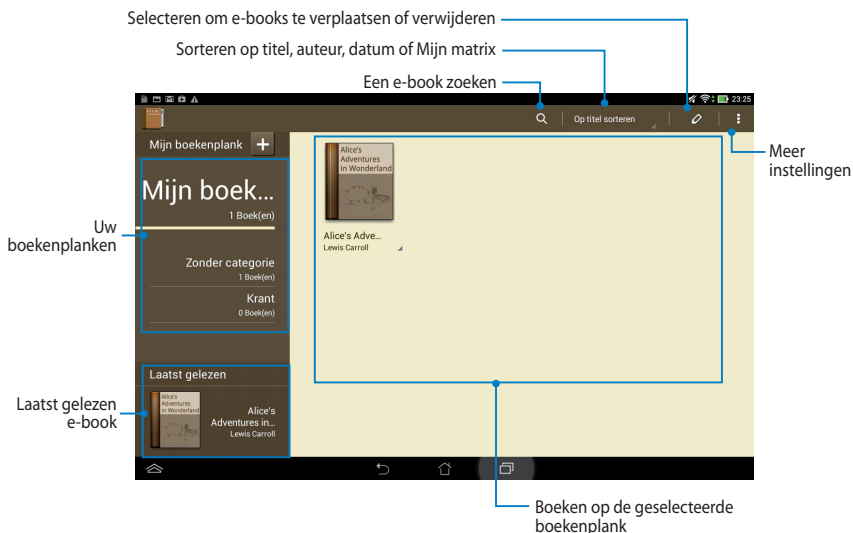 Selecteren om e-books te verplaatsen of verwijderen
Sorteren op titel, auteur, datum of Mijn matrix
Een e-book zoeken
23:25
Op titel sorteren
Mijn boekenplank
Meer
instellingen
Mijn boek...
1 Boek(en)
Uw
boekenplanken
Zonder categorie
1 Boek(en)
Krant
0 Boek(en)
Alice's
Adventures
in Wonderland
Alice's Adve...
Lewis Carroll
Laatst gelezen
Laatst gelezen
e-book
Alice's
Adventures
in Wonderland
Alice's
Adventures in...
Lewis Carroll
Boeken op de geselecteerde
boekenplank